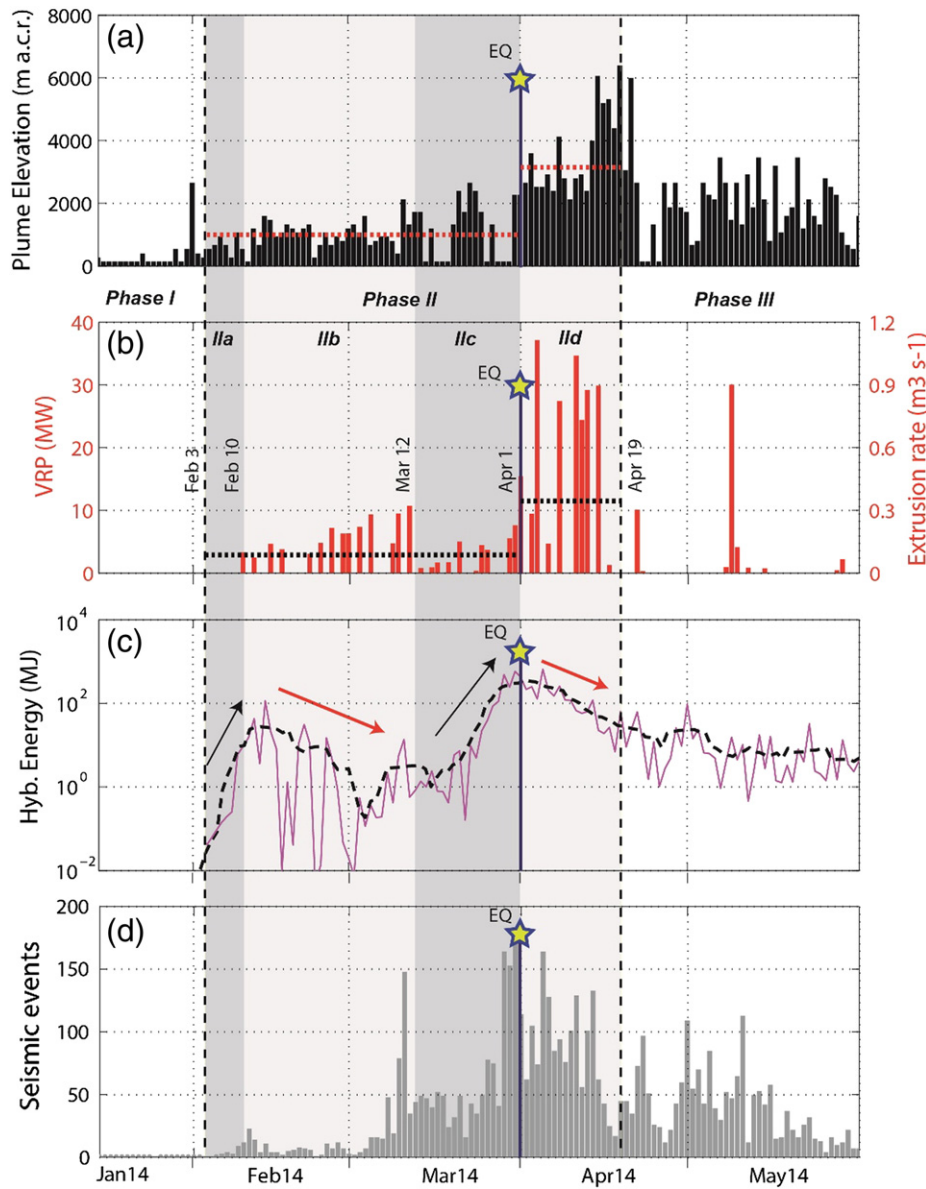 (a)
Plume Elevation (m a.c.r.)
8000
6000
4000
2000
0
EQ
Phase I
Phase II
Phase III
(b)
VRP (MW)
40
30
20
10
0
IIa
IIb
IIc
IId
EQ
Feb 3
Feb 10
Mar 12
Apr 1
Apr 19
1.2
0.9
0.6
0.3
0
Extrusion rate (m3 s-1)
(c)
Hyb. Energy (MJ)
10^4
10^2
10^0
10^-2
EQ
(d)
Seismic events
200
150
100
50
0
EQ
Jan14
Feb14
Mar14
Apr14
May14